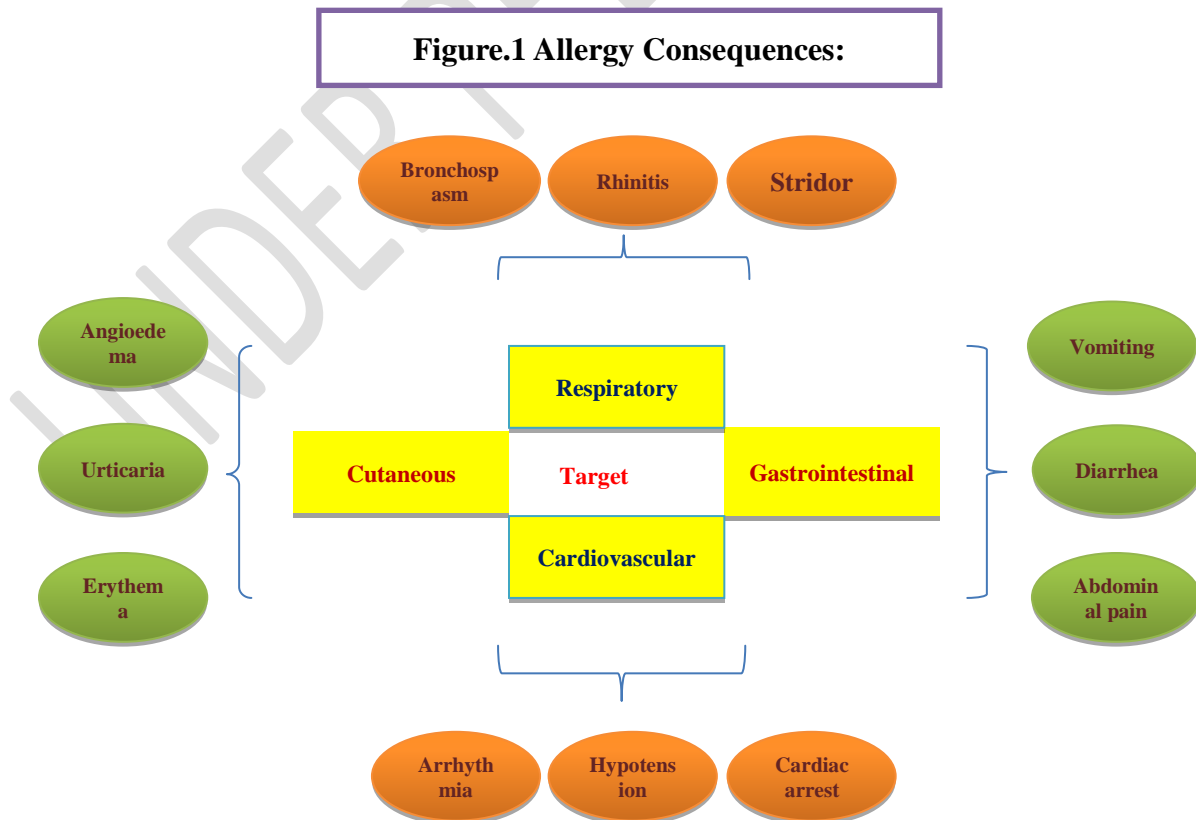 Figure.1 Allergy Consequences:
Bronchosp
asm
Rhinitis
Stridor
Angioede
ma
Urticaria
Erythem
a
Respiratory
Cutaneous
Target
Gastrointestinal
Cardiovascular
Vomiting
Diarrhea
Abdomin
al pain
Arrhyth
mia
Hypotens
ion
Cardiac
arrest
UNDER